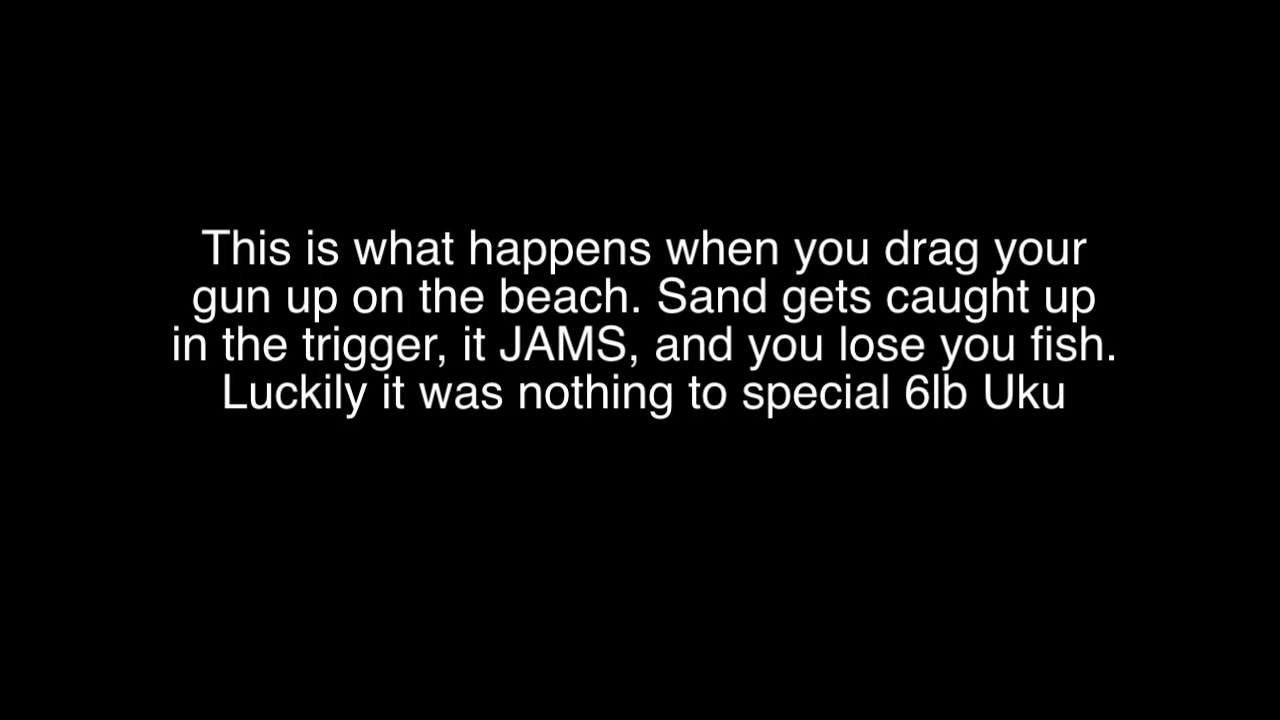 This is what happens when you drag your
gun up on the beach. Sand gets caught up
in the trigger, it JAMS, and you lose you fish.
Luckily it was nothing to special 6lb Uku